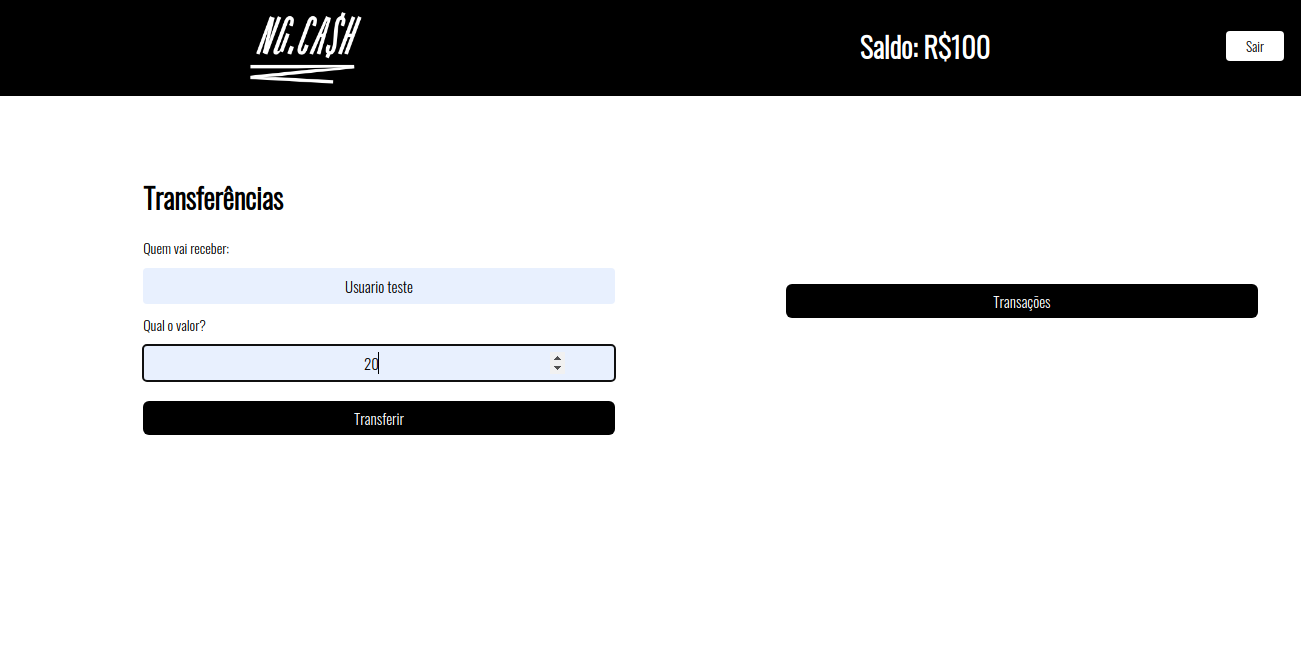 NG.CA$H
Saldo: R$100
Sair
Transferências
Quem vai receber:
Usuario teste
Qual o valor?
20
Transferir
Transações